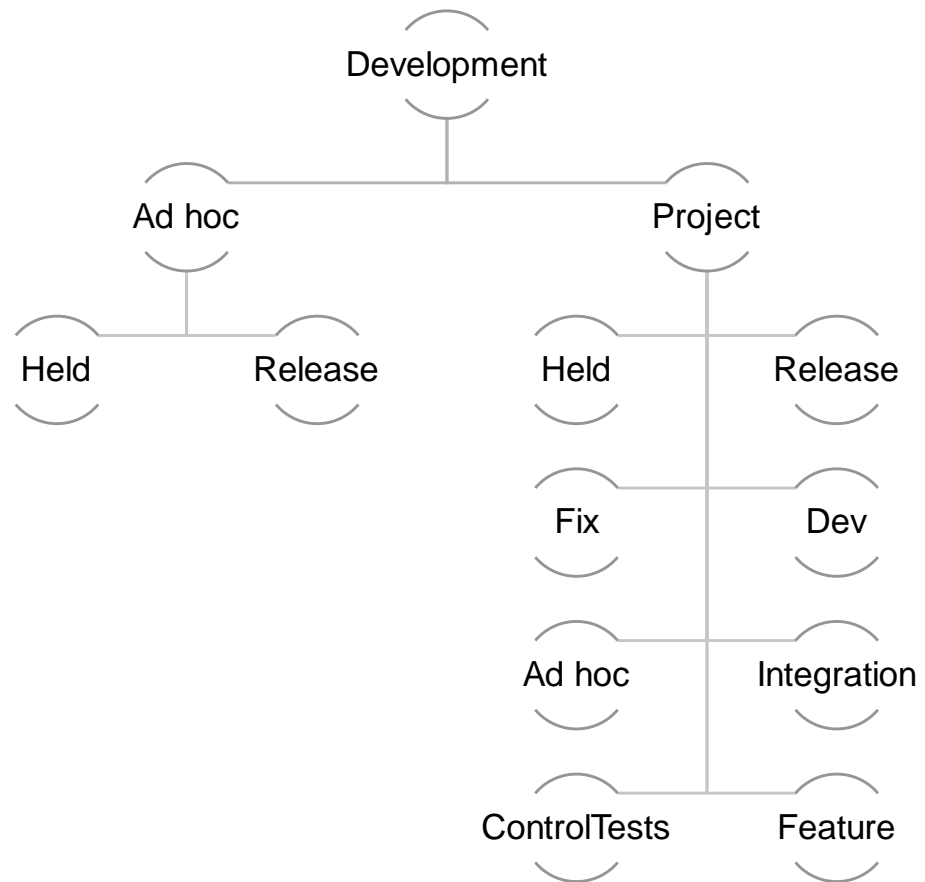 Development
Ad hoc
Project
Held
Release
Held
Release
Fix
Dev
Ad hoc
Integration
ControlTests
Feature